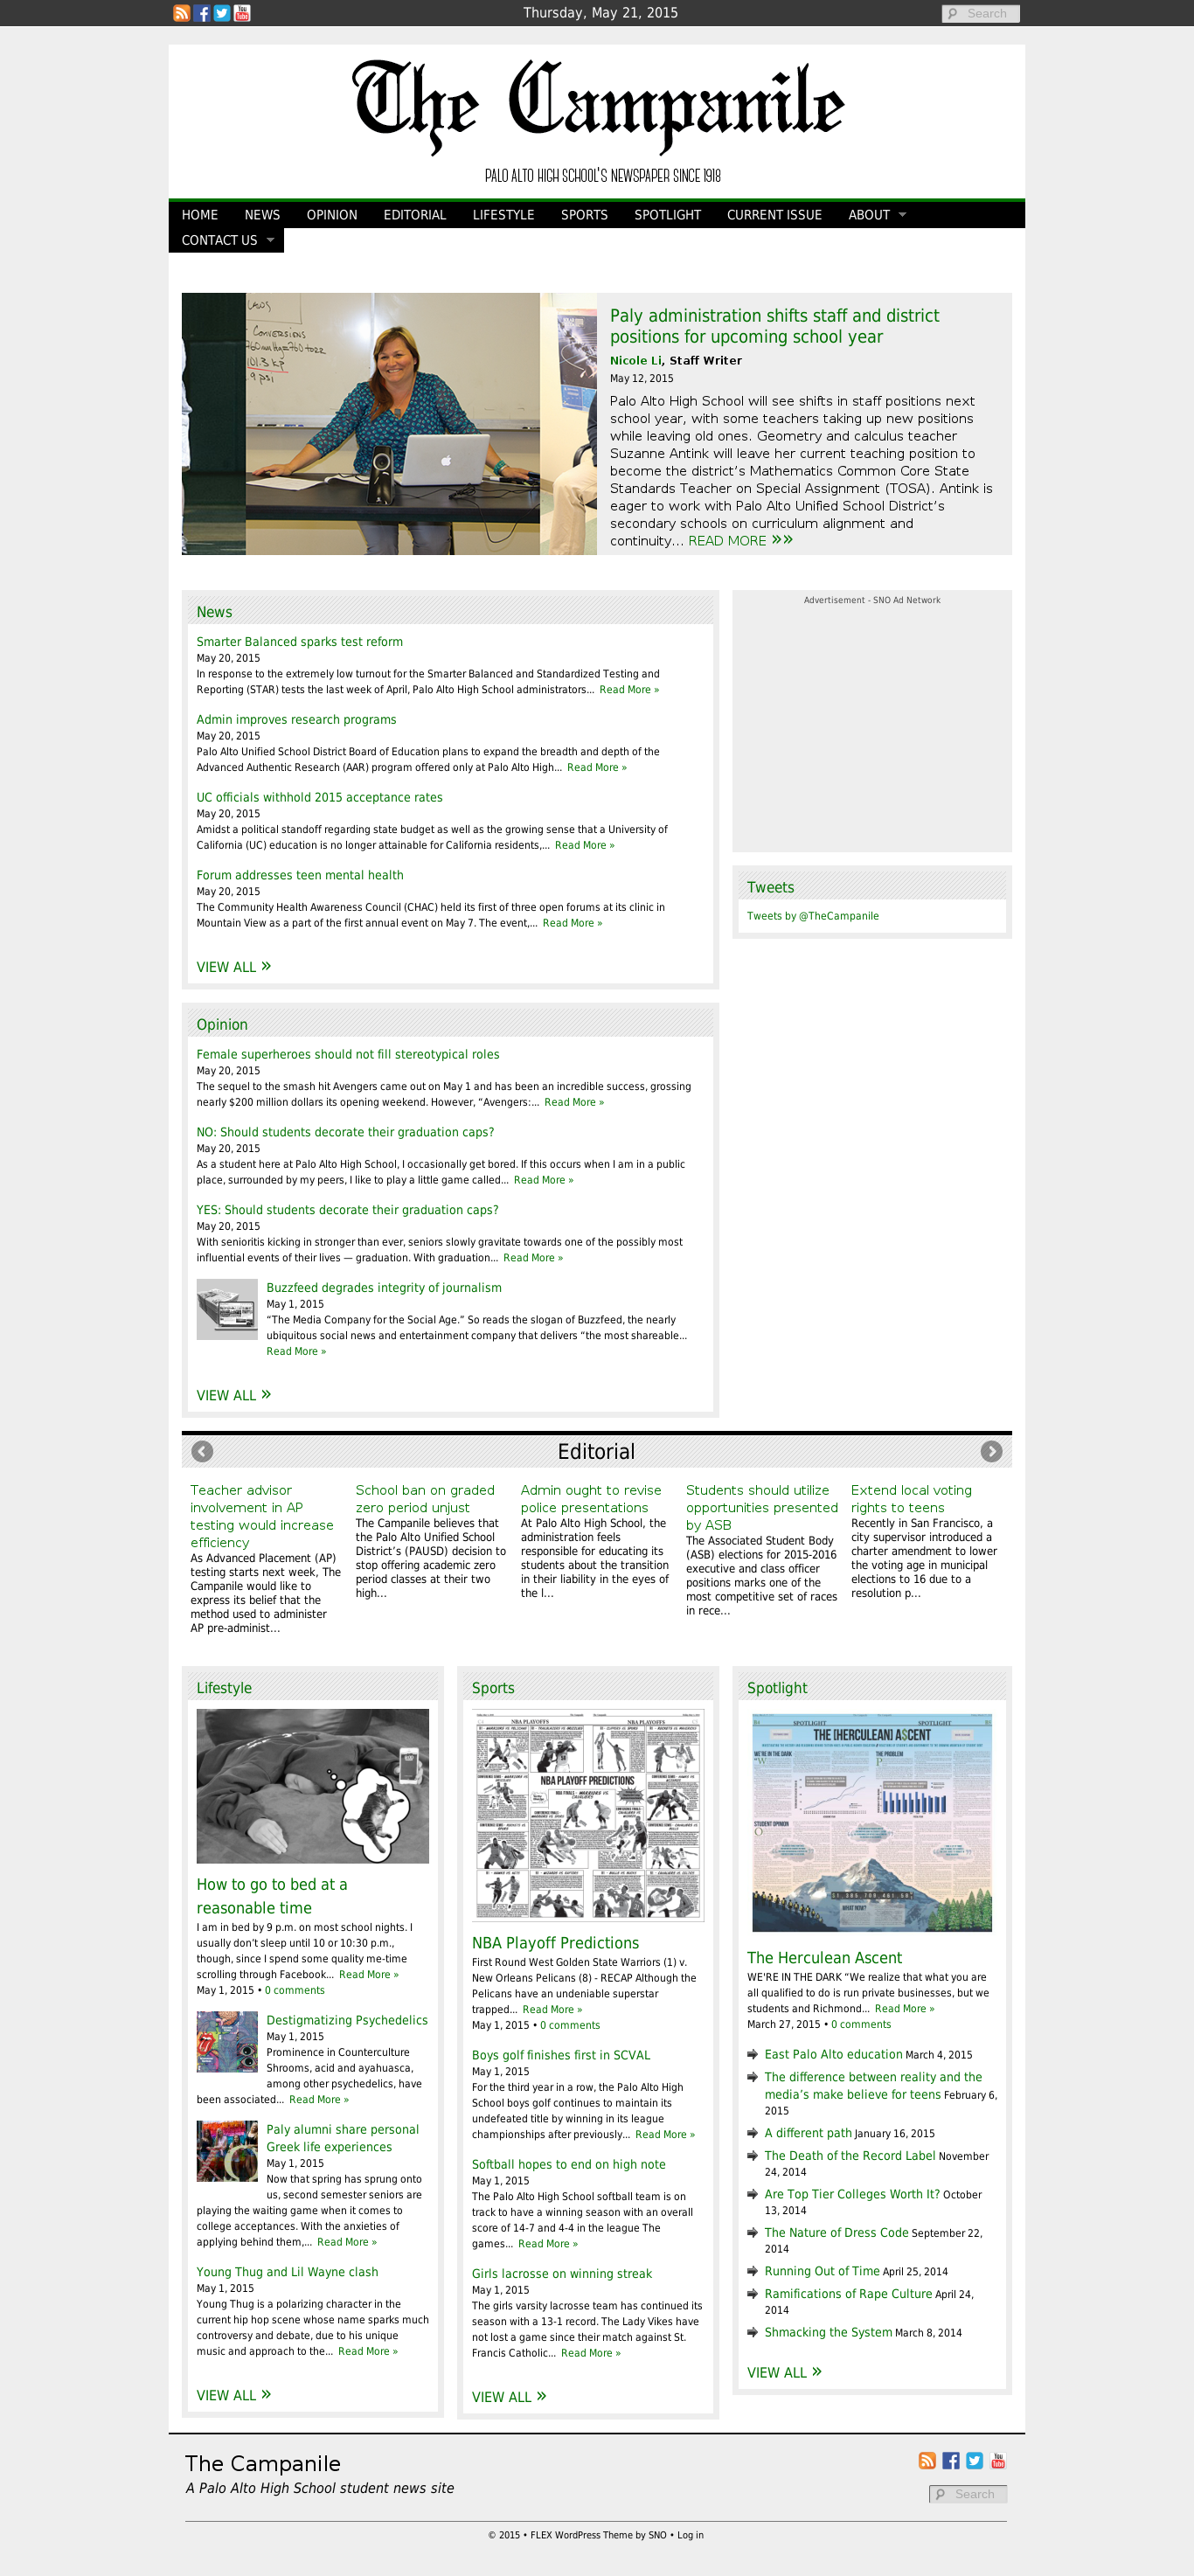 Thursday, May 21, 2015
Search
The Campanile
PALO ALTO HIGH SCHOOL'S NEWSPAPER SINCE 1918
HOME NEWS OPINION EDITORIAL LIFESTYLE SPORTS SPOTLIGHT CURRENT ISSUE ABOUT
CONTACT US
Paly administration shifts staff and district
positions for upcoming school year
Nicole Li, Staff Writer
May 12, 2015
Palo Alto High School will see shifts in staff positions next
school year, with some teachers taking up new positions
while leaving old ones. Geometry and calculus teacher
Suzanne Antink will leave her current teaching position to
become the district's Mathematics Common Core State
Standards Teacher on Special Assignment (TOSA). Antink is
eager to work with Palo Alto Unified School District's
secondary schools on curriculum alignment and
continuity... READ MORE »»
News
Smarter Balanced sparks test reform
May 20, 2015
In response to the extremely low turnout for the Smarter Balanced and Standardized Testing and
Reporting (STAR) tests the last week of April, Palo Alto High School administrators... Read More »
Admin improves research programs
May 20, 2015
Palo Alto Unified School District Board of Education plans to expand the breadth and depth of the
Advanced Authentic Research (AAR) program offered only at Palo Alto High... Read More »
UC officials withhold 2015 acceptance rates
May 20, 2015
Amidst a political standoff regarding state budget as well as the growing sense that a University of
California (UC) education is no longer attainable for California residents,... Read More »
Forum addresses teen mental health
May 20, 2015
The Community Health Awareness Council (CHAC) held its first of three open forums at its clinic in
Mountain View as a part of the first annual event on May 7. The event,... Read More »
VIEW ALL »
Advertisement - SNO Ad Network
Tweets
Tweets by @TheCampanile
Opinion
Female superheroes should not fill stereotypical roles
May 20, 2015
The sequel to the smash hit Avengers came out on May 1 and has been an incredible success, grossing
nearly $200 million dollars its opening weekend. However, “Avengers:... Read More »
NO: Should students decorate their graduation caps?
May 20, 2015
As a student here at Palo Alto High School, I occasionally get bored. If this occurs when I am in a public
place, surrounded by my peers, I like to play a little game called... Read More »
YES: Should students decorate their graduation caps?
May 20, 2015
With senioritis kicking in stronger than ever, seniors slowly gravitate towards one of the possibly most
influential events of their lives — graduation. With graduation... Read More »
Buzzfeed degrades integrity of journalism
May 1, 2015
“The Media Company for the Social Age.” So reads the slogan of Buzzfeed, the nearly
ubiquitous social news and entertainment company that delivers “the most shareable...
Read More »
VIEW ALL »
Editorial
Teacher advisor
involvement in AP
testing would increase
efficiency
As Advanced Placement (AP)
testing starts next week, The
Campanile would like to
express its belief that the
method used to administer
AP pre-administ...
School ban on graded
zero period unjust
The Campanile believes that
the Palo Alto Unified School
District's (PAUSD) decision to
stop offering academic zero
period classes at their two
high...
Admin ought to revise
police presentations
At Palo Alto High School, the
administration feels
responsible for educating its
students about the transition
in their liability in the eyes of
the l...
Students should utilize
opportunities presented
by ASB
The Associated Student Body
(ASB) elections for 2015-2016
executive and class officer
positions marks one of the
most competitive set of races
in rece...
Extend local voting
rights to teens
Recently in San Francisco, a
city supervisor introduced a
charter amendment to lower
the voting age in municipal
elections to 16 due to a
resolution p...
Lifestyle
How to go to bed at a
reasonable time
I am in bed by 9 p.m. on most school nights. I
usually don't sleep until 10 or 10:30 p.m.,
though, since I spend some quality me-time
scrolling through Facebook... Read More »
May 1, 2015 • 0 comments
Destigmatizing Psychedelics
May 1, 2015
Prominence in Counterculture
Shrooms, acid and ayahuasca,
among other psychedelics, have
been associated... Read More »
Paly alumni share personal
Greek life experiences
May 1, 2015
Now that spring has sprung onto
us, second semester seniors are
playing the waiting game when it comes to
college acceptances. With the anxieties of
applying behind them,... Read More »
Young Thug and Lil Wayne clash
May 1, 2015
Young Thug is a polarizing character in the
current hip hop scene whose name sparks much
controversy and debate, due to his unique
music and approach to the... Read More »
VIEW ALL »
Sports
NBA PLAYOFFS
NBA PLAYOFFS
NBA PLAYOFF PREDICTIONS
NBA Playoff Predictions
First Round West Golden State Warriors (1) v.
New Orleans Pelicans (8) - RECAP Although the
Pelicans have an undeniable superstar
trapped... Read More »
May 1, 2015 • 0 comments
Boys golf finishes first in SCVAL
May 1, 2015
For the third year in a row, the Palo Alto High
School boys golf continues to maintain its
undefeated title by winning in its league
championships after previously... Read More »
Softball hopes to end on high note
May 1, 2015
The Palo Alto High School softball team is on
track to have a winning season with an overall
score of 14-7 and 4-4 in the league The
games... Read More »
Girls lacrosse on winning streak
May 1, 2015
The girls varsity lacrosse team has continued its
season with a 13-1 record. The Lady Vikes have
not lost a game since their match against St.
Francis Catholic... Read More »
VIEW ALL »
Spotlight
SPOTLIGHT
SPOTLIGHT
THE [HERCULEAN] A$CENT
WE'RE IN THE DARK
THE PROBLEM
STUDENT OPINION
WHAT NOW?
The Herculean Ascent
WE'RE IN THE DARK “We realize that what you are
all qualified to do is run private businesses, but we
students and Richmond... Read More »
March 27, 2015 • 0 comments
East Palo Alto education March 4, 2015
The difference between reality and the
media's make believe for teens February 6,
2015
A different path January 16, 2015
The Death of the Record Label November
24, 2014
Are Top Tier Colleges Worth It? October
13, 2014
The Nature of Dress Code September 22,
2014
Running Out of Time April 25, 2014
Ramifications of Rape Culture April 24,
2014
Shmacking the System March 8, 2014
VIEW ALL »
The Campanile
A Palo Alto High School student news site
Search
© 2015 • FLEX WordPress Theme by SNO • Log in